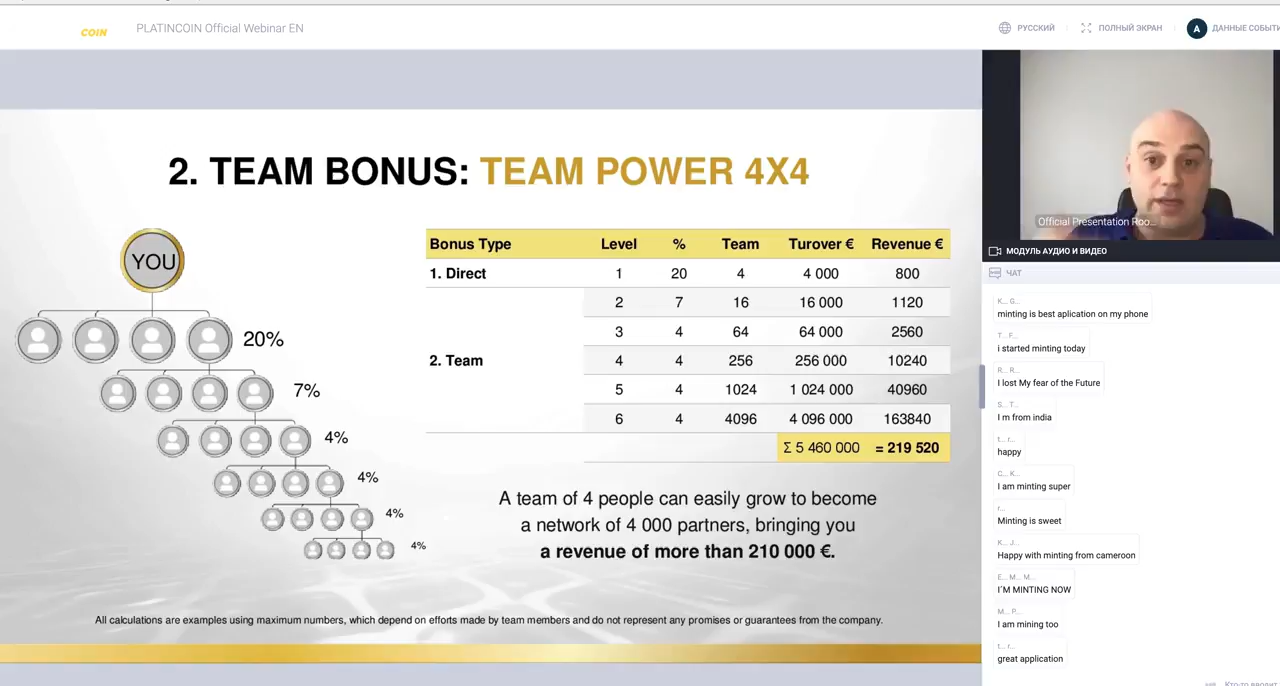 COIN
PLATINCOIN Official Webinar EN
РУССКИЙ
ПОЛНЫЙ ЭКРАН
A
ДАННЫЕ СОБЫТИ
2. TEAM BONUS: TEAM POWER 4X4
YOU
20%
7%
4%
4%
4%
4%
Bonus Type Level % Team Turover € Revenue €
1. Direct 1 20 4 4 000 800
2 7 16 16 000 1120
3 4 64 64 000 2560
2. Team 4 4 256 256 000 10240
5 4 1024 1 024 000 40960
6 4 4096 4 096 000 163840
Σ 5 460 000 = 219 520
A team of 4 people can easily grow to become
a network of 4 000 partners, bringing you
a revenue of more than 210 000 €.
All calculations are examples using maximum numbers, which depend on efforts made by team members and do not represent any promises or guarantees from the company.
Official Presentation Roo...
МОДУЛЬ АУДИО И ВИДЕО
ЧАТ
K... G...
minting is best aplication on my phone
T... F...
i started minting today
R... R...
I lost My fear of the Future
S... T...
I m from india
t... r...
happy
I am minting super
r...
Minting is sweet
K... J...
Happy with minting from cameroon
E... M... M...
I´M MINTING NOW
M... P...
I am mining too
t... r...
great application
Кто-то вводит